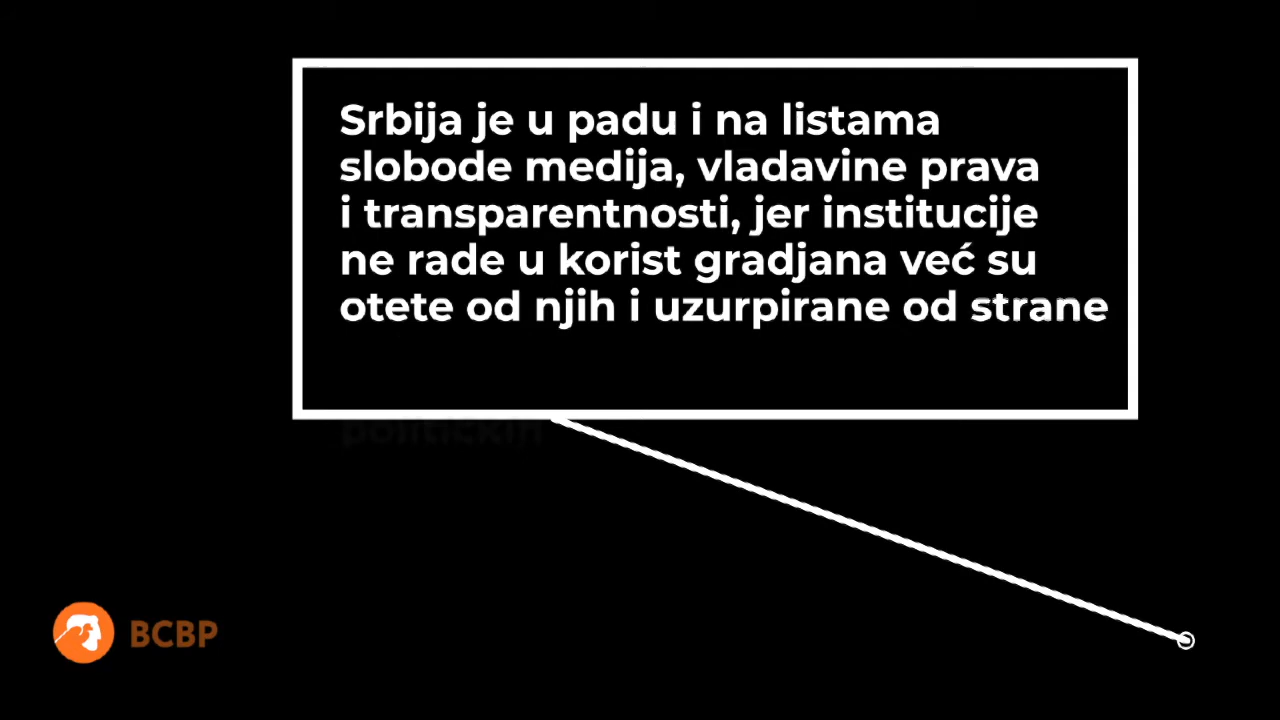 Srbija je u padu i na listama
slobode medija, vladavine prava
i transparentnosti, jer institucije
ne rade u korist gradjana već su
otete od njih i uzurpirane od strane
političkih
BCBP